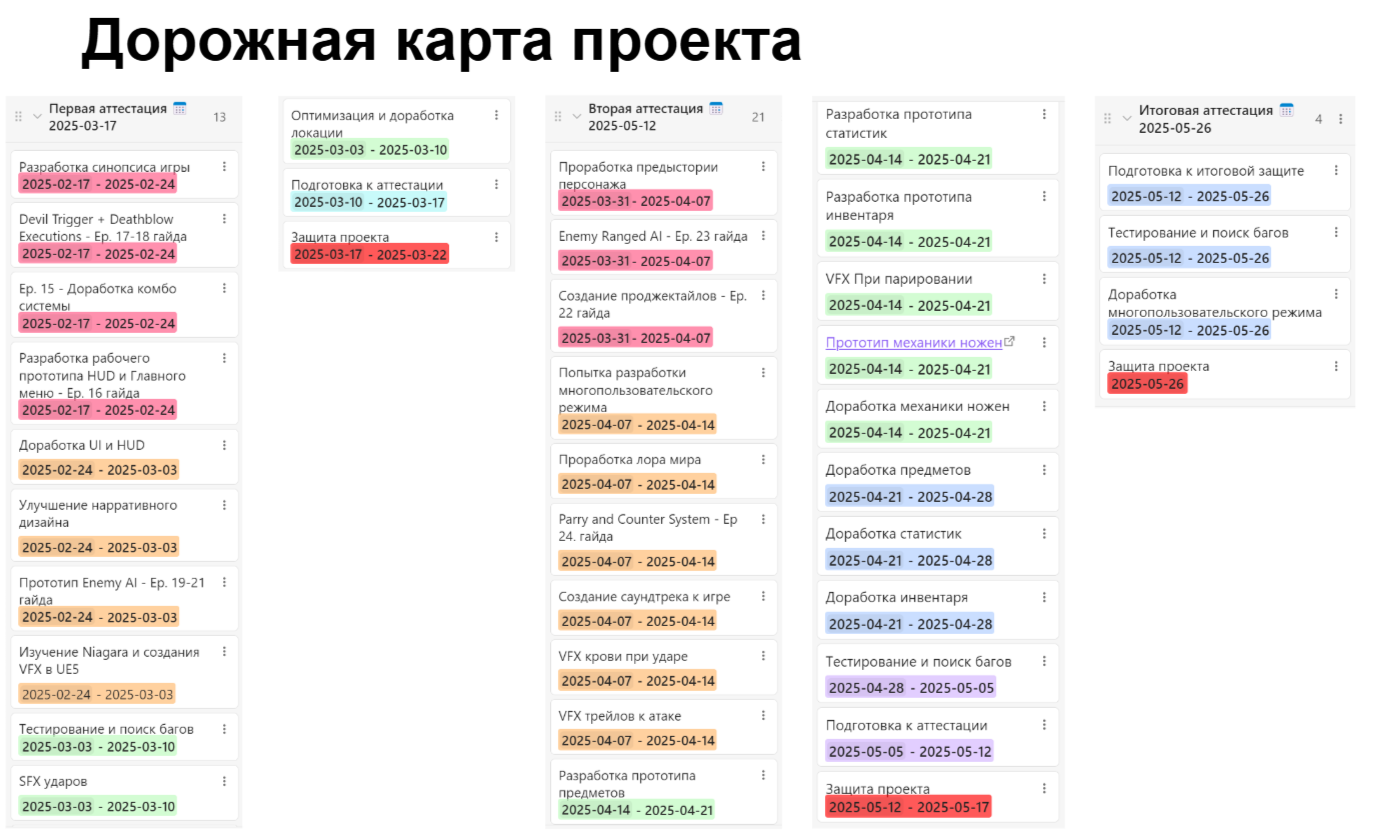 Дорожная карта проекта
Первая аттестация
2025-03-17
13
Разработка синопсиса игры
2025-02-17 - 2025-02-24
Devil Trigger + Deathblow
Executions - Ep. 17-18 гайда
2025-02-17 - 2025-02-24
Ep. 15 - Доработка комбо
системы
2025-02-17 - 2025-02-24
Разработка рабочего
прототипа HUD и Главного
меню - Ep. 16 гайда
2025-02-17 - 2025-02-24
Доработка UI и HUD
2025-02-24 - 2025-03-03
Улучшение нарративного
дизайна
2025-02-24 - 2025-03-03
Прототип Enemy AI - Ep. 19-21
гайда
2025-02-24 - 2025-03-03
Изучение Niagara и создания
VFX в UE5
2025-02-24 - 2025-03-03
Тестирование и поиск багов
2025-03-03 - 2025-03-10
SFX ударов
2025-03-03 - 2025-03-10
Оптимизация и доработка
локации
2025-03-03 - 2025-03-10
Подготовка к аттестации
2025-03-10 - 2025-03-17
Защита проекта
2025-03-17 - 2025-03-22
Вторая аттестация
2025-05-12
21
Проработка предыстории
персонажа
2025-03-31- 2025-04-07
Enemy Ranged AI - Ep. 23 гайда
2025-03-31- 2025-04-07
Создание проджектайлов - Ep.
22 гайда
2025-03-31- 2025-04-07
Попытка разработки
многопользовательского
режима
2025-04-07 - 2025-04-14
Проработка лора мира
2025-04-07 - 2025-04-14
Parry and Counter System - Ep
24. гайда
2025-04-07 - 2025-04-14
Создание саундтрека к игре
2025-04-07 - 2025-04-14
VFX крови при ударе
2025-04-07 - 2025-04-14
VFX трейлов к атаке
2025-04-07 - 2025-04-14
Разработка прототипа
предметов
2025-04-14 - 2025-04-21
Разработка прототипа
статистик
2025-04-14 - 2025-04-21
Разработка прототипа
инвентаря
2025-04-14 - 2025-04-21
VFX При парировании
2025-04-14 - 2025-04-21
Прототип механики ножен
2025-04-14 - 2025-04-21
Доработка механики ножен
2025-04-14 - 2025-04-21
Доработка предметов
2025-04-21 - 2025-04-28
Доработка статистик
2025-04-21 - 2025-04-28
Доработка инвентаря
2025-04-21 - 2025-04-28
Тестирование и поиск багов
2025-04-28 - 2025-05-05
Подготовка к аттестации
2025-05-05 - 2025-05-12
Защита проекта
2025-05-12 - 2025-05-17
Итоговая аттестация
2025-05-26
4
Подготовка к итоговой защите
2025-05-12 - 2025-05-26
Тестирование и поиск багов
2025-05-12 - 2025-05-26
Доработка
многопользовательского режима
2025-05-12 - 2025-05-26
Защита проекта
2025-05-26